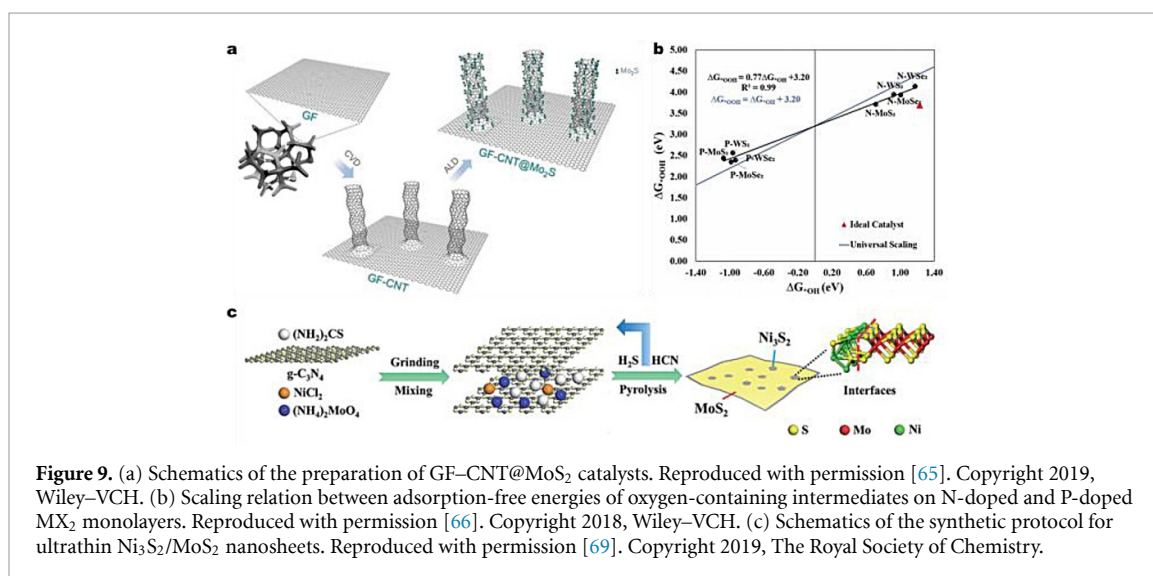 a
GF
CVD
GF-CNT
ALD
GF-CNT@Mo₂S
Mo₂S
b
ΔG*OOH (eV)
5.00
4.50
4.00
3.50
3.00
2.50
2.00
1.50
1.00
0.50
0.00
ΔG*OOH = 0.77ΔG*OH +3.20
R² = 0.99
ΔG*OOH = ΔG*OH + 3.20
N-WSe₂
N-WS₂
N-MoSe₂
N-MoS₂
P-WS₂
P-MoS₂
P-WSe₂
P-MoSe₂
▲ Ideal Catalyst
—Universal Scaling
-1.40 -1.00 -0.60 -0.20 0.20 0.60 1.00 1.40
ΔG*OH (eV)
c
(NH₂)₂CS
g-C₃N₄
NiCl₂
(NH₄)₂MoO₄
Grinding
Mixing
H₂S HCN
Pyrolysis
Ni₃S₂
MoS₂
Interfaces
S Mo Ni
Figure 9. (a) Schematics of the preparation of GF–CNT@MoS₂ catalysts. Reproduced with permission [65]. Copyright 2019,
Wiley–VCH. (b) Scaling relation between adsorption-free energies of oxygen-containing intermediates on N-doped and P-doped
MX₂ monolayers. Reproduced with permission [66]. Copyright 2018, Wiley–VCH. (c) Schematics of the synthetic protocol for
ultrathin Ni₃S₂/MoS₂ nanosheets. Reproduced with permission [69]. Copyright 2019, The Royal Society of Chemistry.